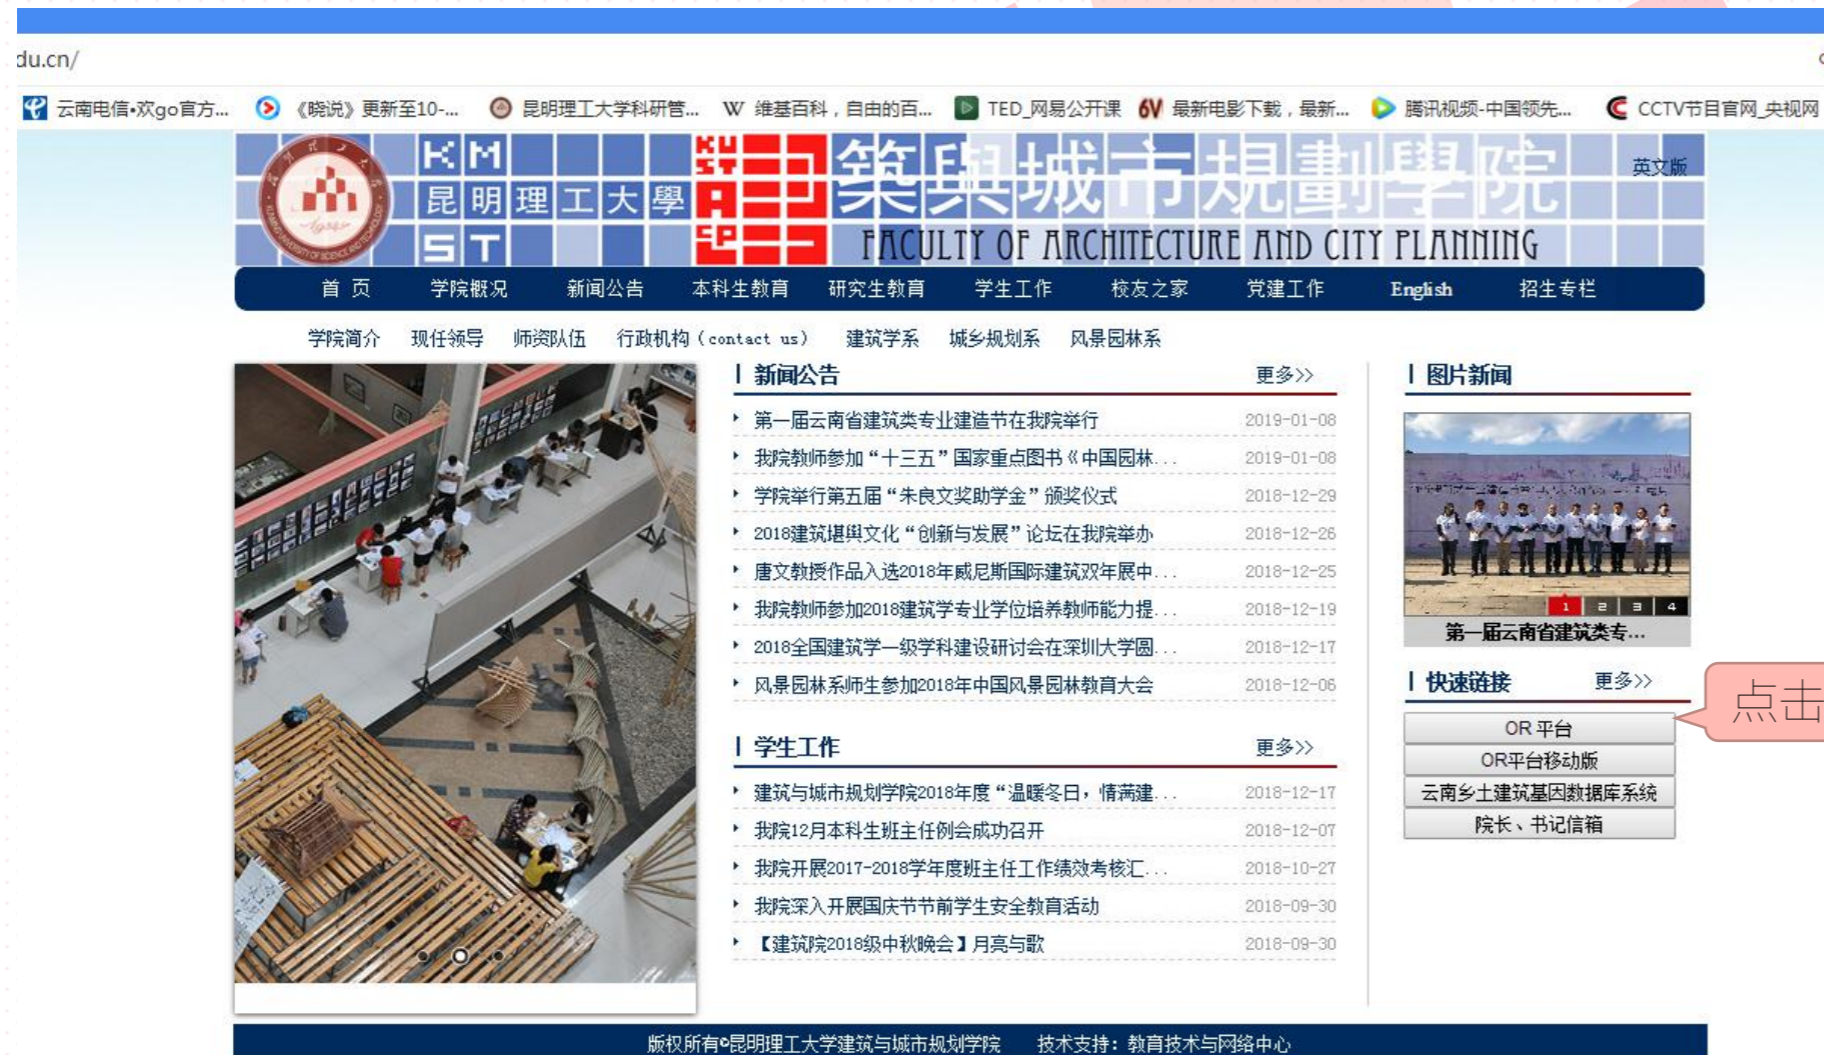 du.cn/
云南电信•欢go官方... 《晓说》更新至10-... 昆明理工大学科研管... W 维基百科，自由的百... TED_网易公开课 6V 最新电影下载，最新... 腾讯视频-中国领先... CCTV节目官网_央视网
KM
昆明理工大學
ST
KUST
FACP
築與城市規劃學院
FACULTY OF ARCHITECTURE AND CITY PLANNING
英文版
首 页 学院概况 新闻公告 本科生教育 研究生教育 学生工作 校友之家 党建工作 English 招生专栏
学院简介 现任领导 师资队伍 行政机构（contact us） 建筑学系 城乡规划系 风景园林系
新闻公告 更多>>
第一届云南省建筑类专业建造节在我院举行 2019-01-08
我院教师参加“十三五”国家重点图书《中国园林... 2019-01-08
学院举行第五届“朱良文奖助学金”颁奖仪式 2018-12-29
2018建筑堪舆文化“创新与发展”论坛在我院举办 2018-12-26
唐文教授作品入选2018年威尼斯国际建筑双年展中... 2018-12-25
我院教师参加2018建筑学专业学位培养教师能力提... 2018-12-19
2018全国建筑学一级学科建设研讨会在深圳大学圆... 2018-12-17
风景园林系师生参加2018年中国风景园林教育大会 2018-12-06
学生工作 更多>>
建筑与城市规划学院2018年度“温暖冬日，情满建... 2018-12-17
我院12月本科生班主任例会成功召开 2018-12-07
我院开展2017-2018学年度班主任工作绩效考核汇... 2018-10-27
我院深入开展国庆节节前学生安全教育活动 2018-09-30
【建筑院2018级中秋晚会】月亮与歌 2018-09-30
图片新闻
1 2 3 4
第一届云南省建筑类专...
快速链接 更多>>
OR 平台
OR平台移动版
云南乡土建筑基因数据库系统
院长、书记信箱
点击
版权所有©昆明理工大学建筑与城市规划学院 技术支持：教育技术与网络中心